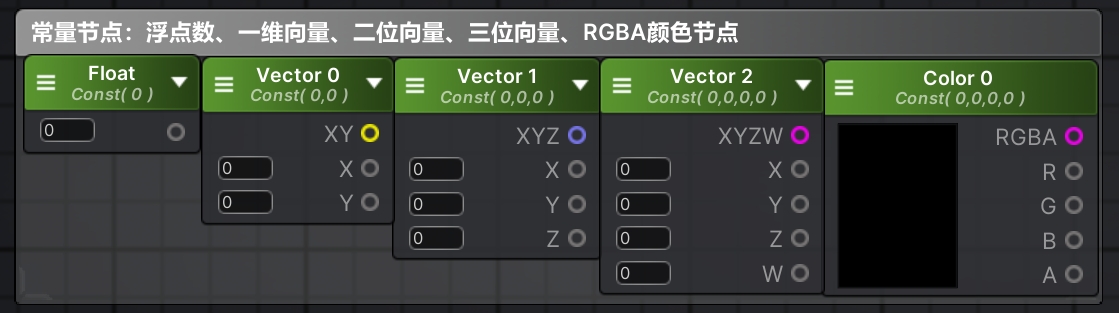 常量节点：浮点数、一维向量、二位向量、三位向量、RGBA颜色节点
Float
Const( 0 )
0
Vector 0
Const( 0,0 )
XY
0 X
0 Y
Vector 1
Const( 0,0,0 )
XYZ
0 X
0 Y
0 Z
Vector 2
Const( 0,0,0,0 )
XYZW
0 X
0 Y
0 Z
0 W
Color 0
Const( 0,0,0,0 )
RGBA
R
G
B
A